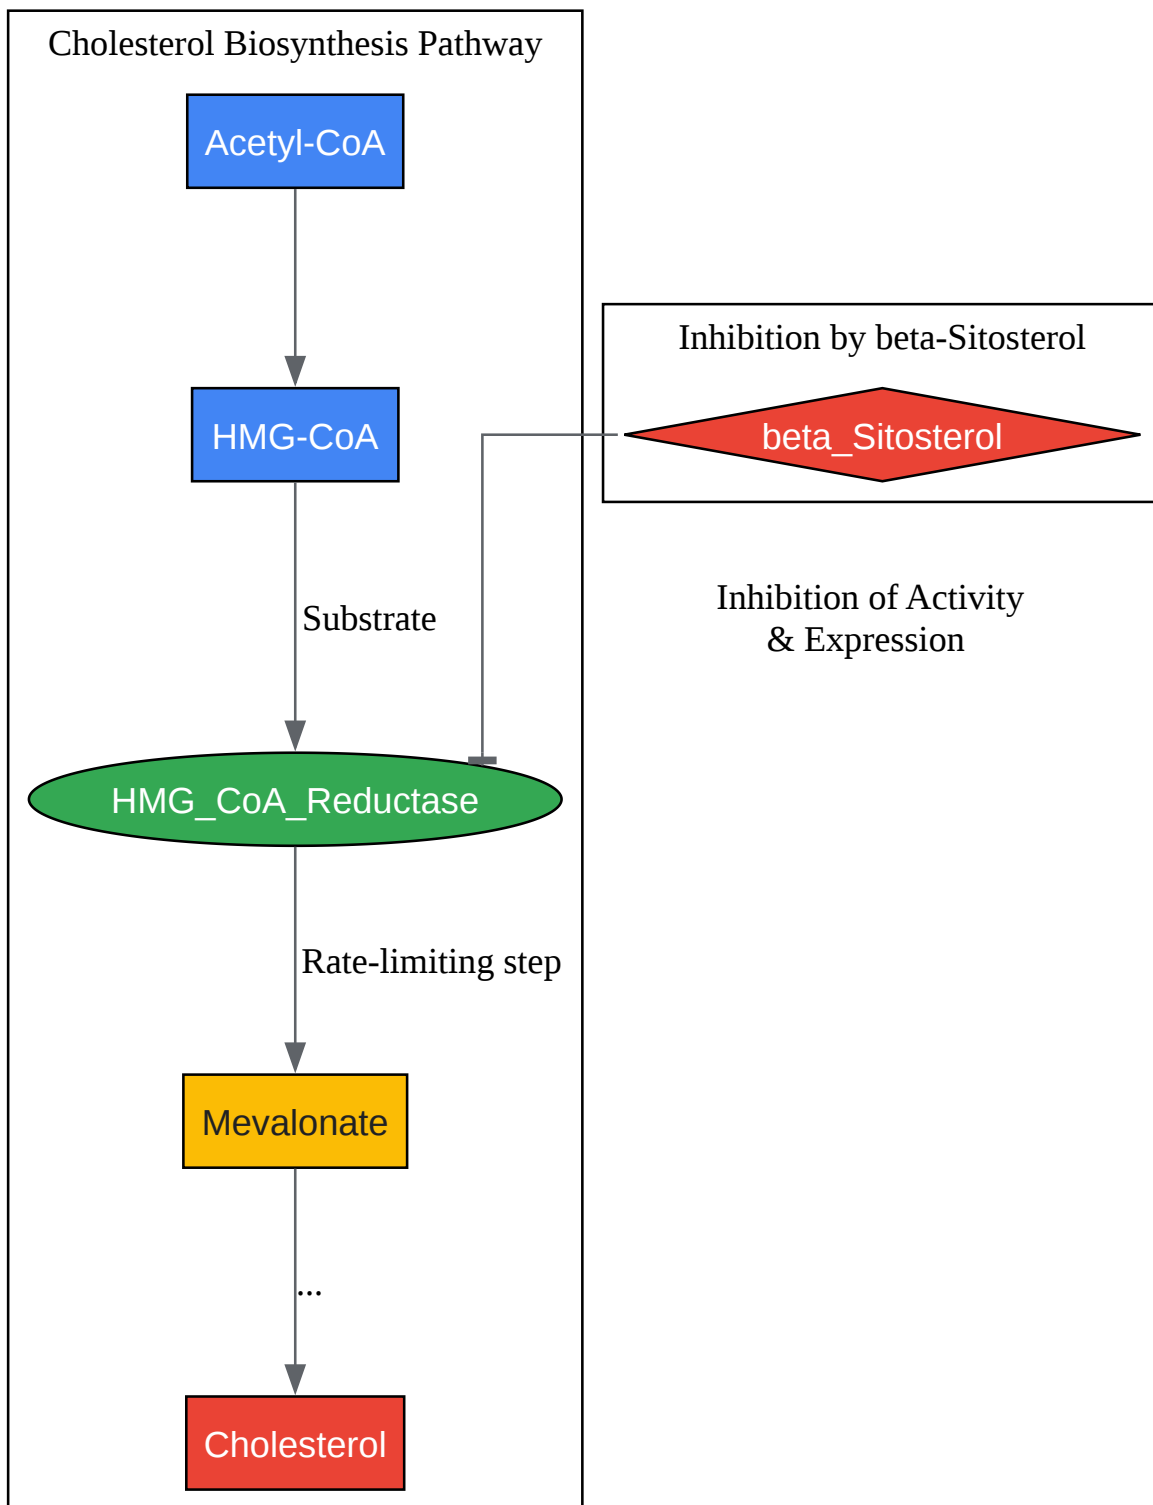 Cholesterol Biosynthesis Pathway
Acetyl-CoA
HMG-CoA
Inhibition by beta-Sitosterol
beta_Sitosterol
Substrate
Inhibition of Activity
& Expression
HMG_CoA_Reductase
Rate-limiting step
Mevalonate
...
Cholesterol